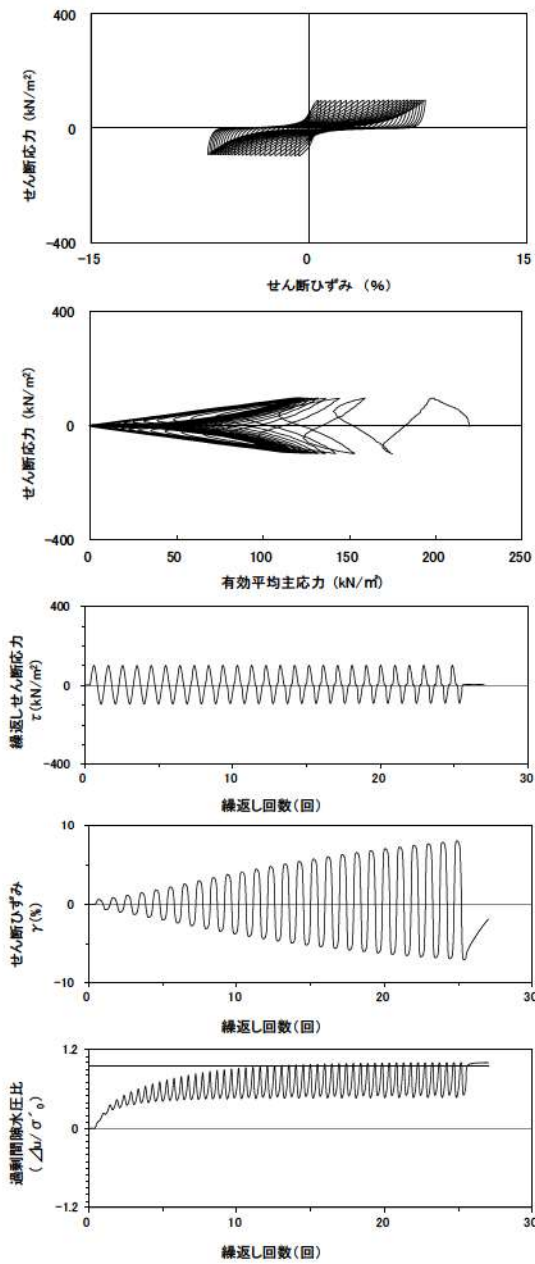 400
せん断応力 (kN/m²)
0
-400
-15
0
15
せん断ひずみ (%)
400
せん断応力 (kN/m²)
0
-400
0
50
100
150
200
250
有効平均主応力 (kN/㎡)
400
繰返しせん断応力
τ(kN/m²)
0
-400
0
10
20
30
繰返し回数(回)
10
せん断ひずみ
γ(%)
0
-10
0
10
20
30
繰返し回数(回)
1.2
過剰間隙水圧比
(⊿u/σ'₀)
0
-1.2
0
10
20
30
繰返し回数(回)